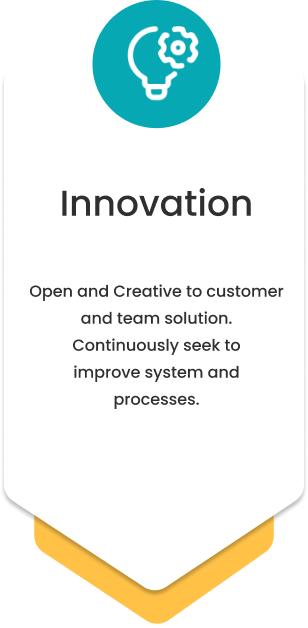 Innovation
Open and Creative to customer
and team solution.
Continuously seek to
improve system and
processes.